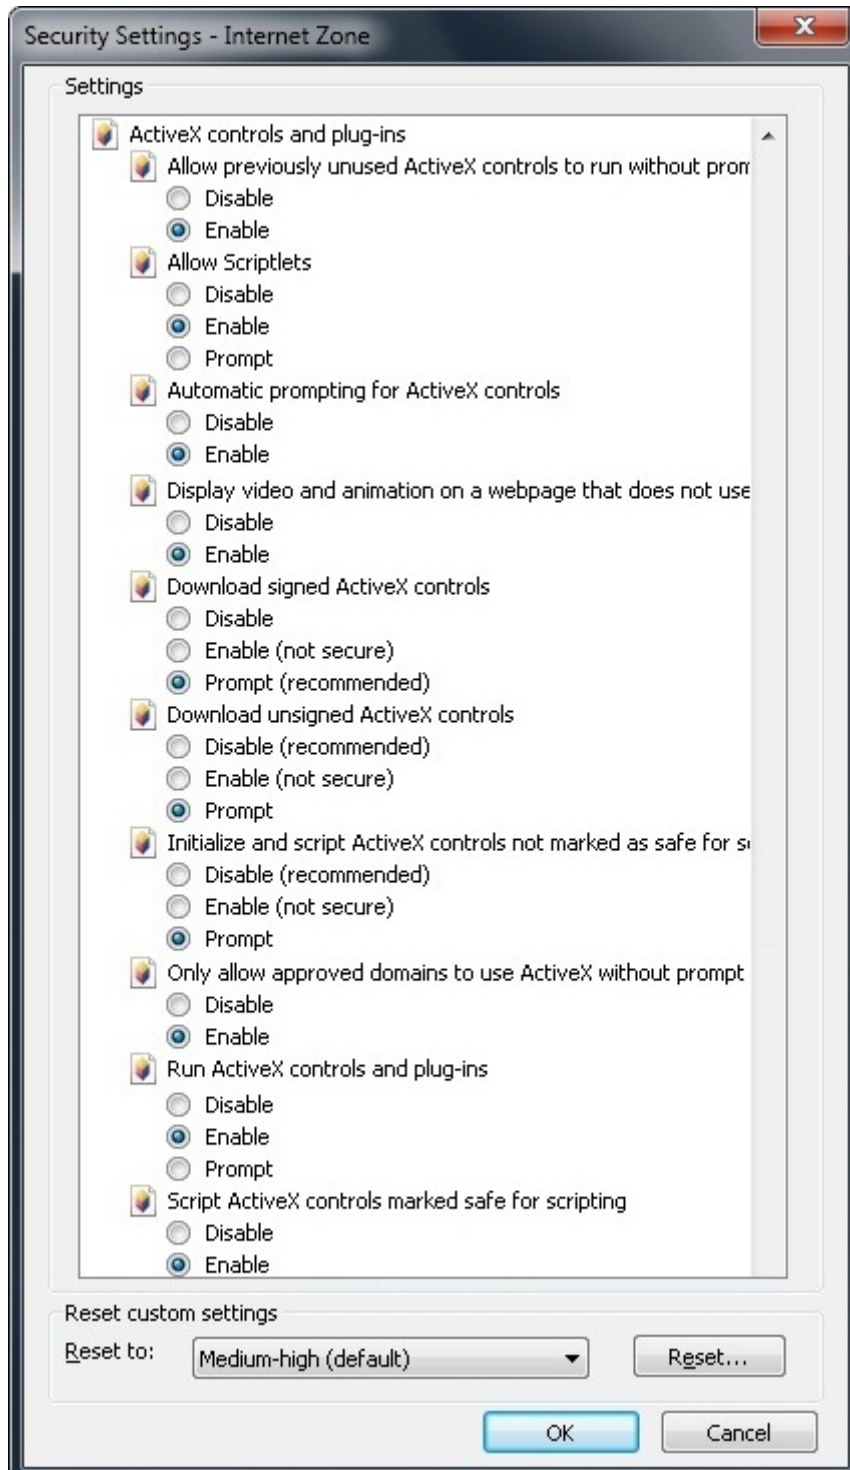 Security Settings - Internet Zone
Settings
ActiveX controls and plug-ins
Allow previously unused ActiveX controls to run without prom
Disable
Enable
Allow Scriptlets
Disable
Enable
Prompt
Automatic prompting for ActiveX controls
Disable
Enable
Display video and animation on a webpage that does not use
Disable
Enable
Download signed ActiveX controls
Disable
Enable (not secure)
Prompt (recommended)
Download unsigned ActiveX controls
Disable (recommended)
Enable (not secure)
Prompt
Initialize and script ActiveX controls not marked as safe for s
Disable (recommended)
Enable (not secure)
Prompt
Only allow approved domains to use ActiveX without prompt
Disable
Enable
Run ActiveX controls and plug-ins
Disable
Enable
Prompt
Script ActiveX controls marked safe for scripting
Disable
Enable
Reset custom settings
Reset to:
Medium-high (default)
Reset...
OK
Cancel